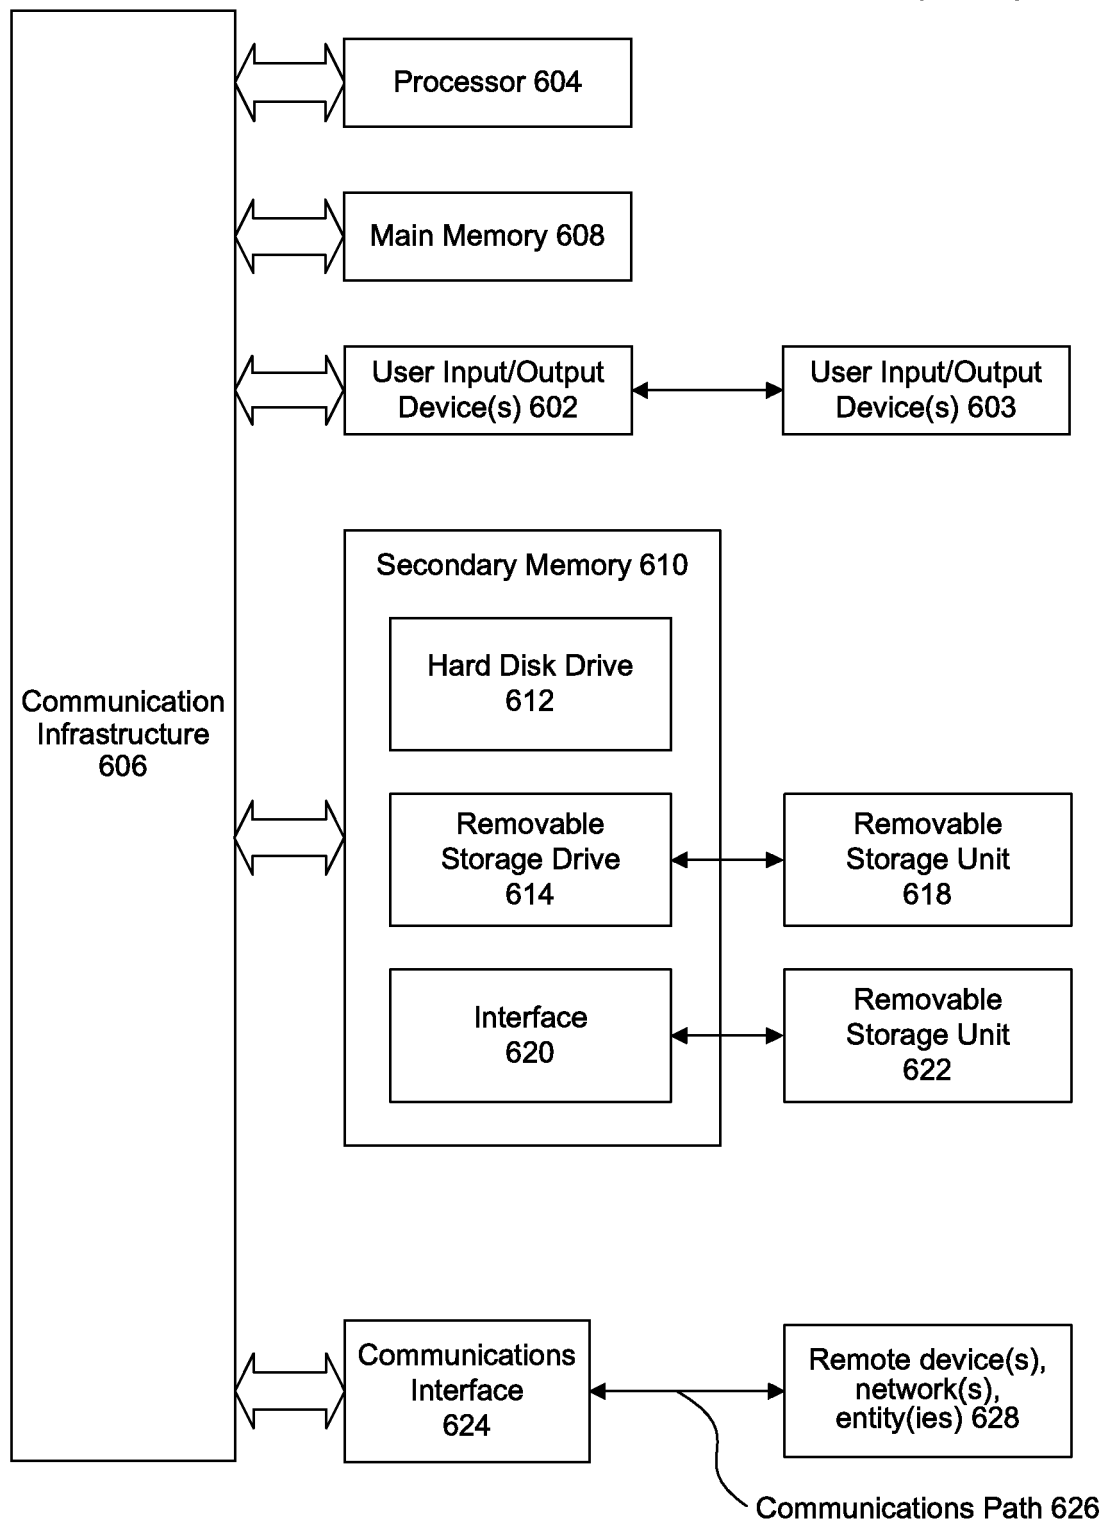 Processor 604
Main Memory 608
User Input/Output
Device(s) 602
User Input/Output
Device(s) 603
Secondary Memory 610
Hard Disk Drive
612
Communication
Infrastructure
606
Removable
Storage Drive
614
Removable
Storage Unit
618
Interface
620
Removable
Storage Unit
622
Communications
Interface
624
Remote device(s),
network(s),
entity(ies) 628
Communications Path 626